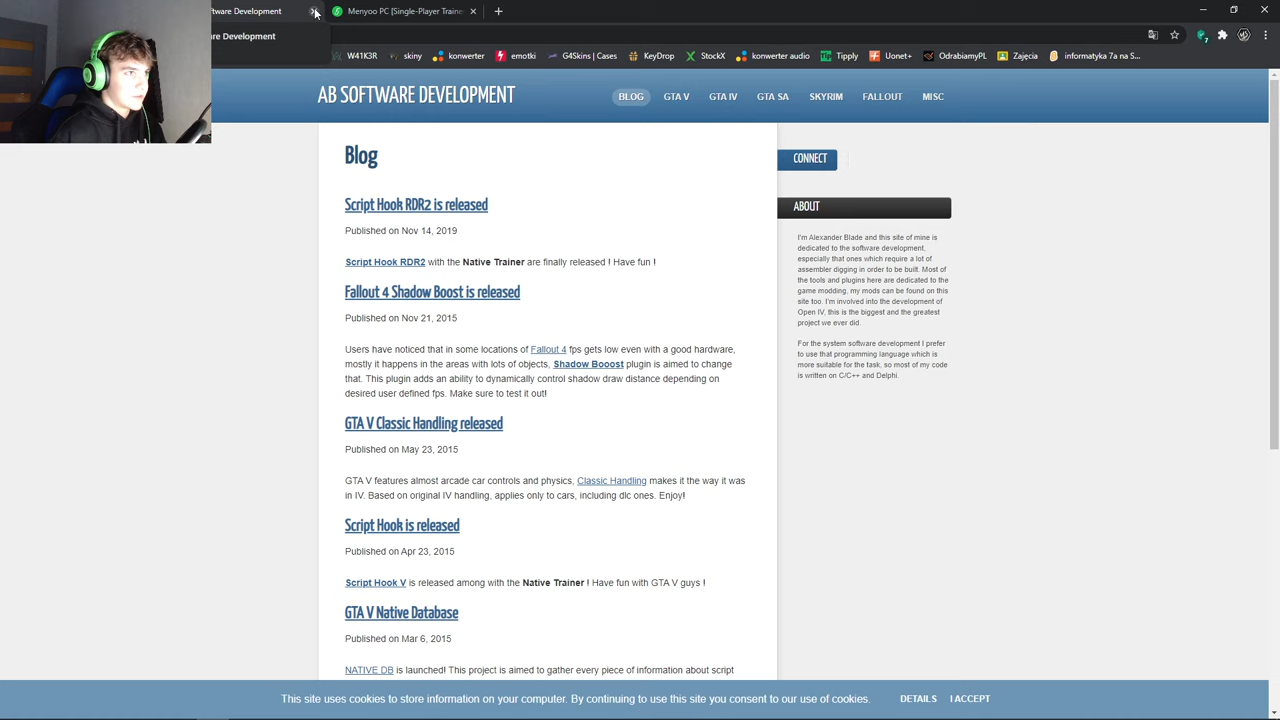 software Development
Menyoo PC [Single-Player Trainer
ware Development
W41K3R
skiny
konwerter
emotki
G4Skins | Cases
KeyDrop
StockX
konwerter audio
Tipply
Uonet+
OdrabiamyPL
Zajęcia
informatyka 7a na S...
AB SOFTWARE DEVELOPMENT
BLOG
GTA V
GTA IV
GTA SA
SKYRIM
FALLOUT
MISC
Blog
Script Hook RDR2 is released
Published on Nov 14, 2019
Script Hook RDR2 with the Native Trainer are finally released ! Have fun !
Fallout 4 Shadow Boost is released
Published on Nov 21, 2015
Users have noticed that in some locations of Fallout 4 fps gets low even with a good hardware,
mostly it happens in the areas with lots of objects, Shadow Booost plugin is aimed to change
that. This plugin adds an ability to dynamically control shadow draw distance depending on
desired user defined fps. Make sure to test it out!
GTA V Classic Handling released
Published on May 23, 2015
GTA V features almost arcade car controls and physics, Classic Handling makes it the way it was
in IV. Based on original IV handling, applies only to cars, including dlc ones. Enjoy!
Script Hook is released
Published on Apr 23, 2015
Script Hook V is released among with the Native Trainer ! Have fun with GTA V guys !
GTA V Native Database
Published on Mar 6, 2015
NATIVE DB is launched! This project is aimed to gather every piece of information about script
CONNECT
ABOUT
I'm Alexander Blade and this site of mine is
dedicated to the software development,
especially that ones which require a lot of
assembler digging in order to be built. Most of
the tools and plugins here are dedicated to the
game modding, my mods can be found on this
site too. I'm involved into the development of
Open IV, this is the biggest and the greatest
project we ever did.
For the system software development I prefer
to use that programming language which is
more suitable for the task, so most of my code
is written on C/C++ and Delphi.
This site uses cookies to store information on your computer. By continuing to use this site you consent to our use of cookies.
DETAILS
I ACCEPT